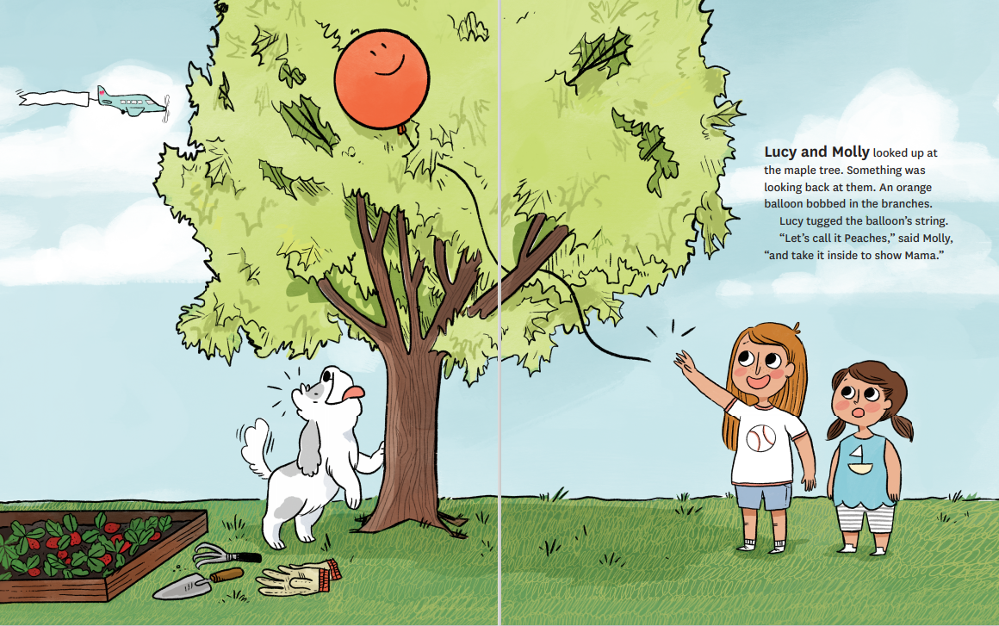 Lucy and Molly looked up at
the maple tree. Something was
looking back at them. An orange
balloon bobbed in the branches.
Lucy tugged the balloon’s string.
“Let’s call it Peaches,” said Molly,
“and take it inside to show Mama.”